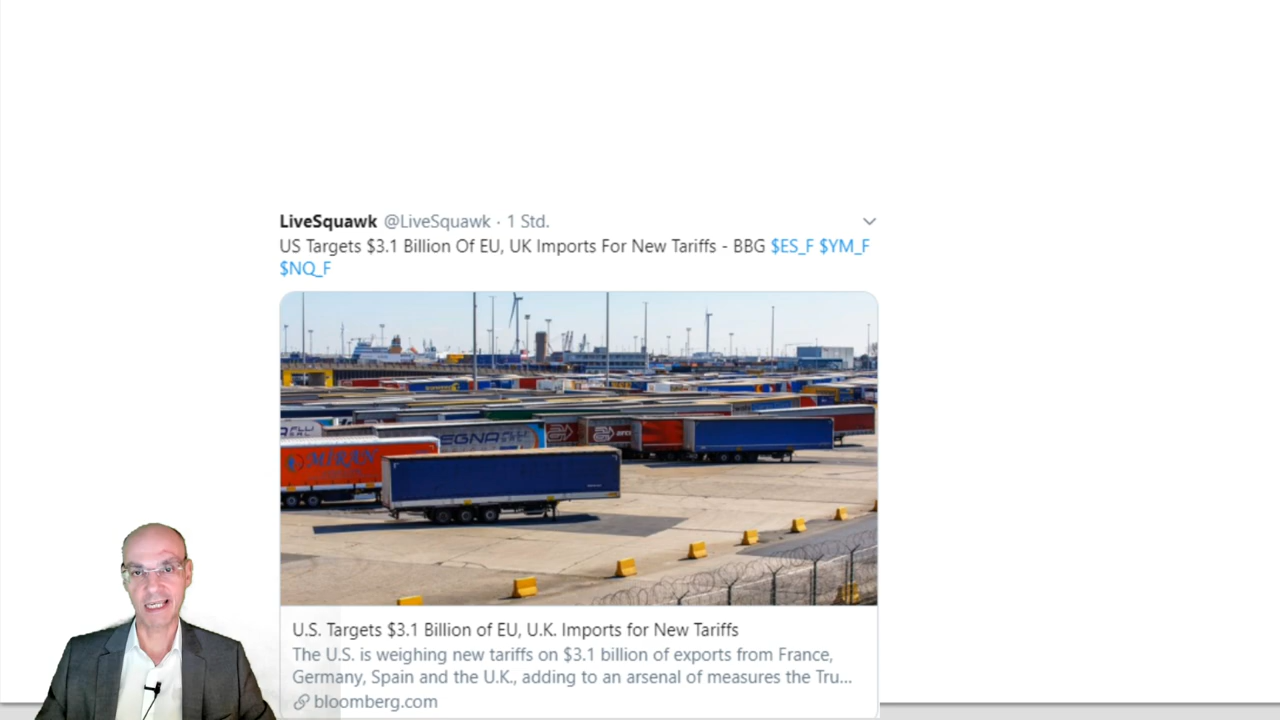 LiveSquawk @LiveSquawk · 1 Std.
US Targets $3.1 Billion Of EU, UK Imports For New Tariffs - BBG $ES_F $YM_F
$NQ_F
EGNA
MIRAN
U.S. Targets $3.1 Billion of EU, U.K. Imports for New Tariffs
The U.S. is weighing new tariffs on $3.1 billion of exports from France,
Germany, Spain and the U.K., adding to an arsenal of measures the Tru...
bloomberg.com